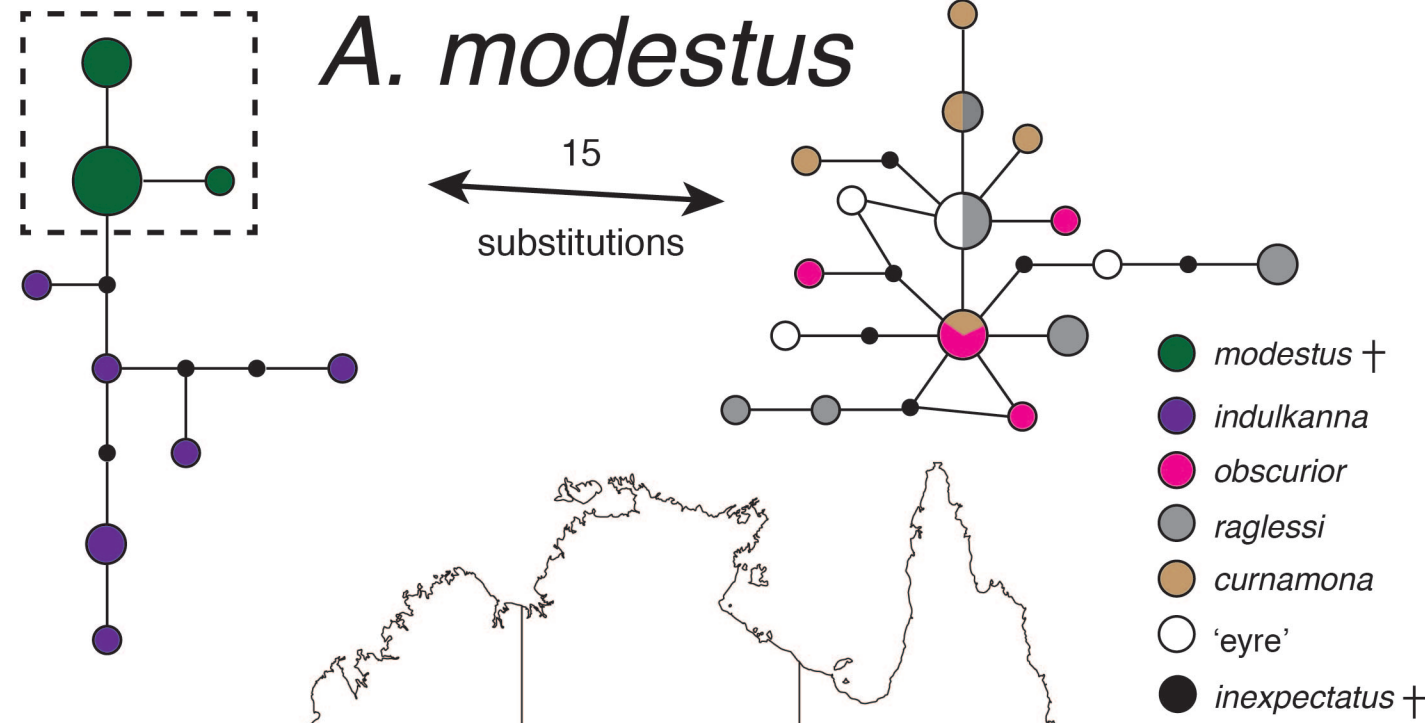 A. modestus
15
substitutions
modestus †
indulkanna
obscurior
raglessi
curnamona
‘eyre’
inexpectatus †